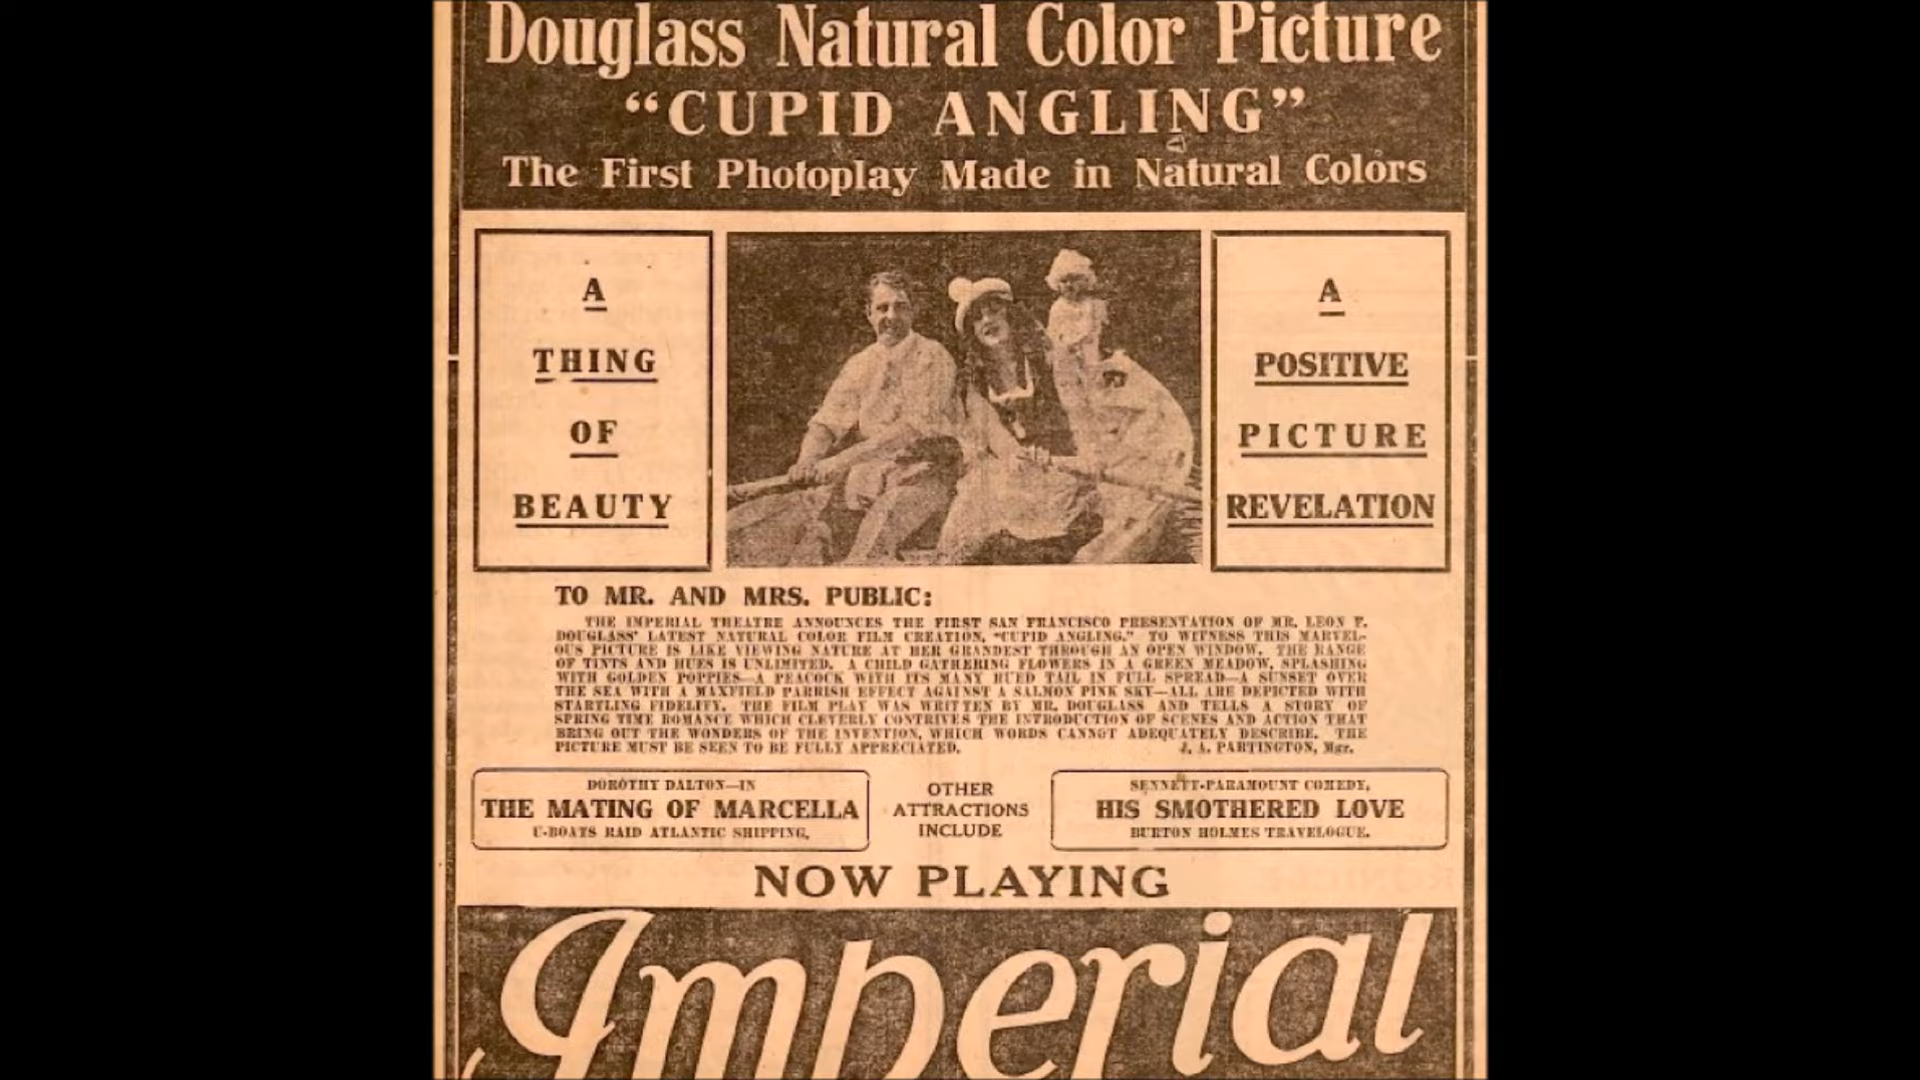 Douglass Natural Color Picture
“CUPID ANGLING”
The First Photoplay Made in Natural Colors
A
THING
OF
BEAUTY
A
POSITIVE
PICTURE
REVELATION
TO MR. AND MRS. PUBLIC:
THE IMPERIAL THEATRE ANNOUNCES THE FIRST SAN FRANCISCO PRESENTATION OF MR. LEON F.
DOUGLASS' LATEST NATURAL COLOR FILM CREATION, “CUPID ANGLING.” TO WITNESS THIS MARVEL-
OUS PICTURE IS LIKE VIEWING NATURE AT HER GRANDEST THROUGH AN OPEN WINDOW. THE RANGE
OF TINTS AND HUES IS UNLIMITED. A CHILD GATHERING FLOWERS IN A GREEN MEADOW, SPLASHING
WITH GOLDEN POPPIES—A PEACOCK WITH ITS MANY HUED TAIL IN FULL SPREAD—A SUNSET OVER
THE SEA WITH A MAXFIELD PARRISH EFFECT AGAINST A SALMON PINK SKY—ALL ARE DEPICTED WITH
STARTLING FIDELITY. THE FILM PLAY WAS WRITTEN BY MR. DOUGLASS AND TELLS A STORY OF
SPRING TIME ROMANCE WHICH CLEVERLY CONTRIVES THE INTRODUCTION OF SCENES AND ACTION THAT
BRING OUT THE WONDERS OF THE INVENTION, WHICH WORDS CANNOT ADEQUATELY DESCRIBE. THE
PICTURE MUST BE SEEN TO BE FULLY APPRECIATED. J. A. PARTINGTON, Mgr.
DOROTHY DALTON—IN
THE MATING OF MARCELLA
U-BOATS RAID ATLANTIC SHIPPING.
OTHER
ATTRACTIONS
INCLUDE
SENNETT-PARAMOUNT COMEDY,
HIS SMOTHERED LOVE
BURTON HOLMES TRAVELOGUE.
NOW PLAYING
Imperial